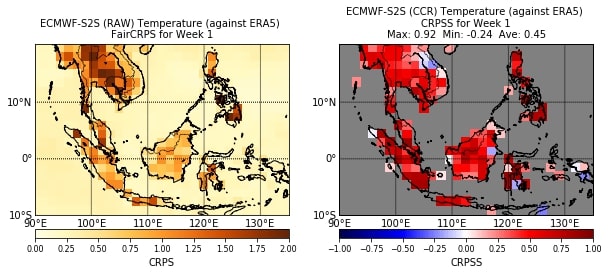 ECMWF-S2S (RAW) Temperature (against ERA5)
FairCRPS for Week 1
10°N
0°
10°S
90°E 100°E 110°E 120°E 130°E
0.00 0.25 0.50 0.75 1.00 1.25 1.50 1.75 2.00
CRPS
ECMWF-S2S (CCR) Temperature (against ERA5)
CRPSS for Week 1
Max: 0.92 Min: -0.24 Ave: 0.45
10°N
0°
10°S
90°E 100°E 110°E 120°E 130°E
−1.00 −0.75 −0.50 −0.25 0.00 0.25 0.50 0.75 1.00
CRPSS